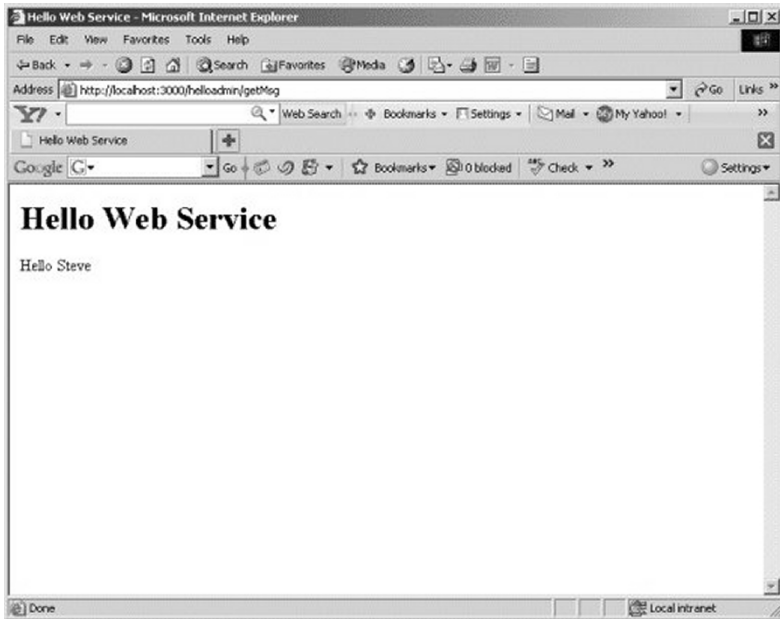 Hello Web Service - Microsoft Internet Explorer
File Edit View Favorites Tools Help
Back Search Favorites Media
Address http://localhost:3000/helloadmin/getMsg Go Links »
Y! Web Search Bookmarks Settings Mail My Yahoo! »
Hello Web Service
Google G Go Bookmarks 0 blocked ABC Check » Settings
Hello Web Service
Hello Steve
Done Local intranet